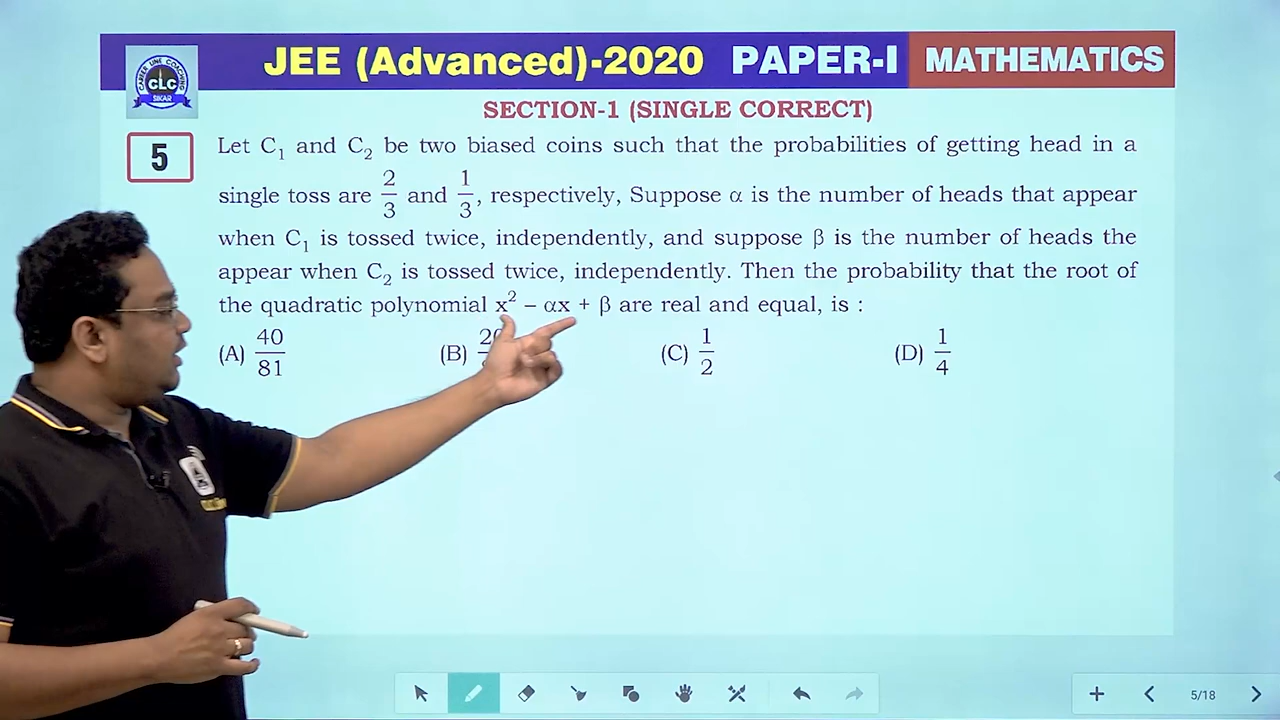 JEE (Advanced)-2020 PAPER-I MATHEMATICS
CLC
SIKAR
SECTION-1 (SINGLE CORRECT)
5
Let C₁ and C₂ be two biased coins such that the probabilities of getting head in a
single toss are 2/3 and 1/3, respectively, Suppose α is the number of heads that appear
when C₁ is tossed twice, independently, and suppose β is the number of heads the
appear when C₂ is tossed twice, independently. Then the probability that the root of
the quadratic polynomial x² – αx + β are real and equal, is :
(A) 40/81 (B) (C) 1/2 (D) 1/4
5/18